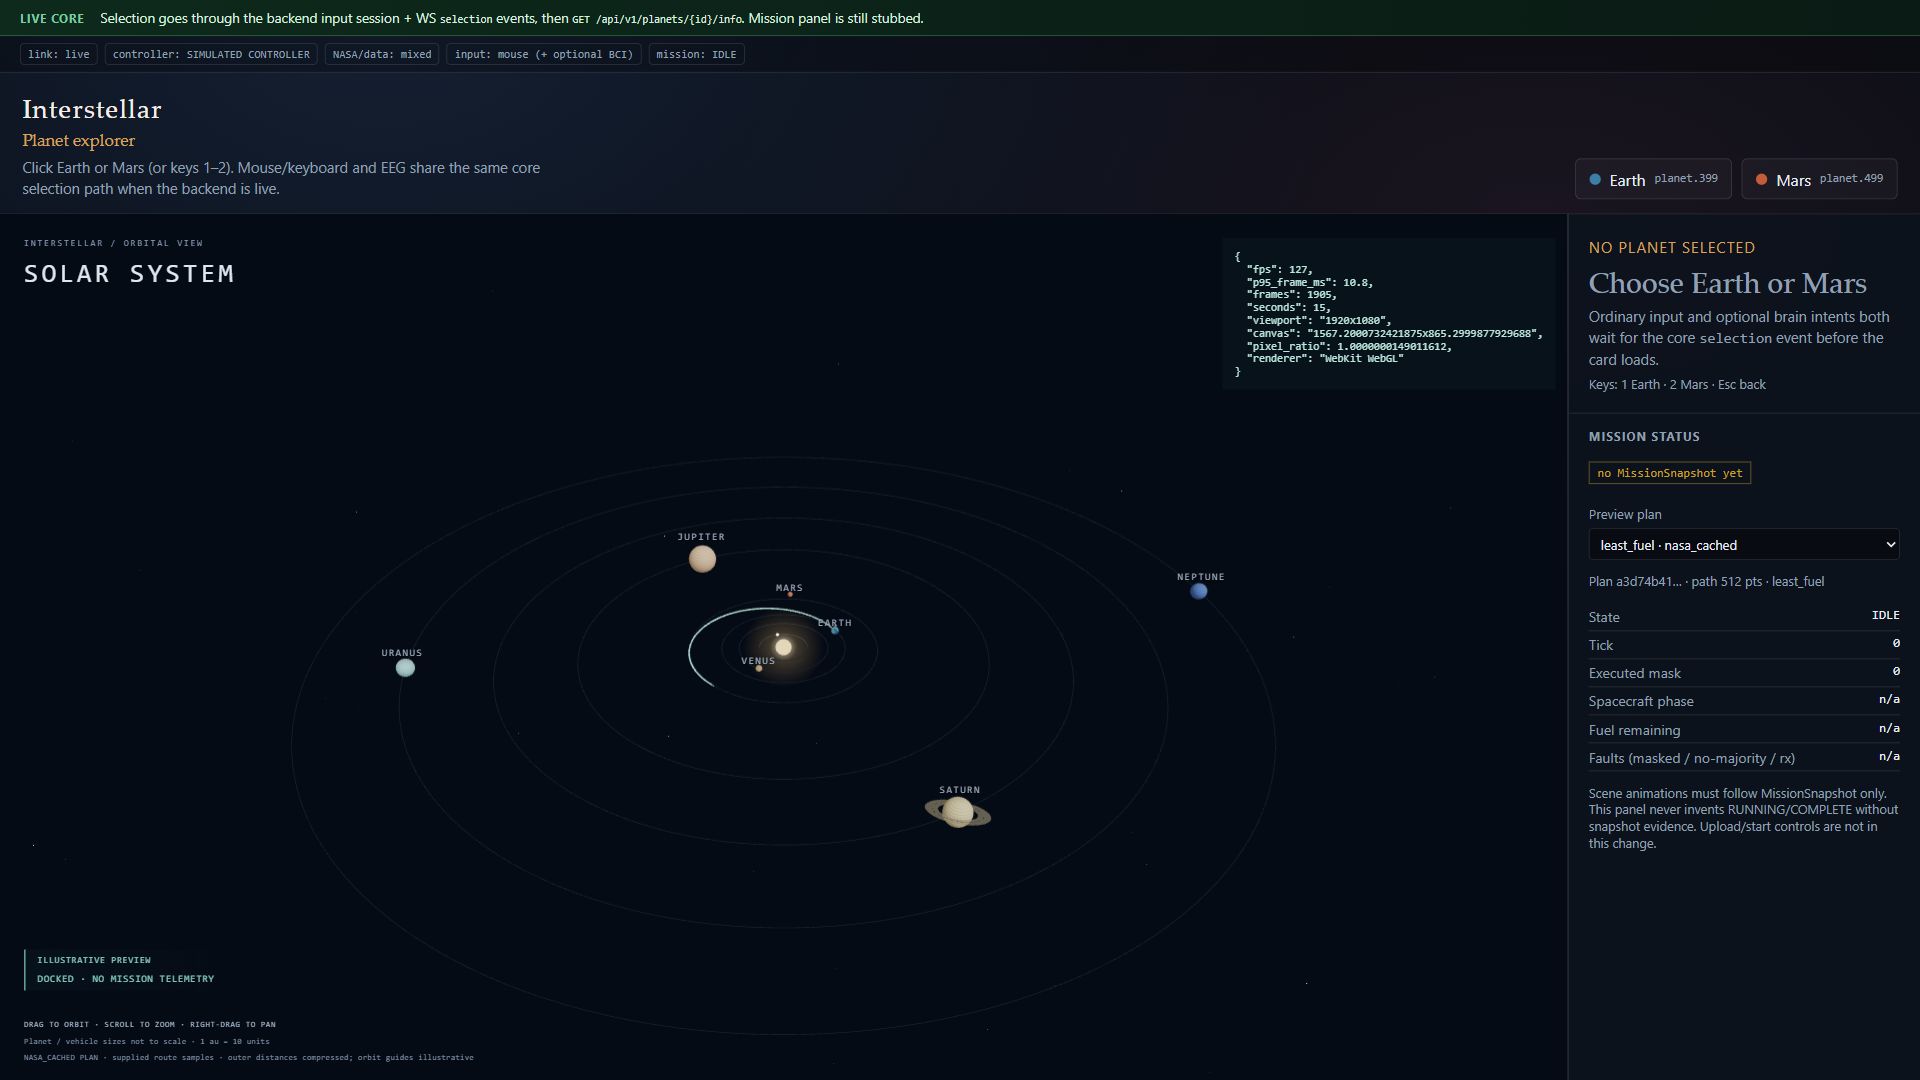 LIVE CORE Selection goes through the backend input session + WS selection events, then GET /api/v1/planets/{id}/info. Mission panel is still stubbed.
link: live controller: SIMULATED CONTROLLER NASA/data: mixed input: mouse (+ optional BCI) mission: IDLE
Interstellar
Planet explorer
Click Earth or Mars (or keys 1–2). Mouse/keyboard and EEG share the same core
selection path when the backend is live.
Earth planet.399 Mars planet.499
INTERSTELLAR / ORBITAL VIEW
SOLAR SYSTEM
{
"fps": 127,
"p95_frame_ms": 10.8,
"frames": 1905,
"seconds": 15,
"viewport": "1920x1080",
"canvas": "1567.2000732421875x865.2999877929688",
"pixel_ratio": 1.0000000149011612,
"renderer": "WebKit WebGL"
}
JUPITER
MARS
NEPTUNE
EARTH
URANUS
VENUS
SATURN
ILLUSTRATIVE PREVIEW
DOCKED · NO MISSION TELEMETRY
DRAG TO ORBIT · SCROLL TO ZOOM · RIGHT-DRAG TO PAN
Planet / vehicle sizes not to scale · 1 au = 10 units
NASA_CACHED PLAN · supplied route samples · outer distances compressed; orbit guides illustrative
NO PLANET SELECTED
Choose Earth or Mars
Ordinary input and optional brain intents both
wait for the core selection event before the
card loads.
Keys: 1 Earth · 2 Mars · Esc back
MISSION STATUS
no MissionSnapshot yet
Preview plan
least_fuel · nasa_cached
Plan a3d74b41... · path 512 pts · least_fuel
State IDLE
Tick 0
Executed mask 0
Spacecraft phase n/a
Fuel remaining n/a
Faults (masked / no-majority / rx) n/a
Scene animations must follow MissionSnapshot only.
This panel never invents RUNNING/COMPLETE without
snapshot evidence. Upload/start controls are not in
this change.